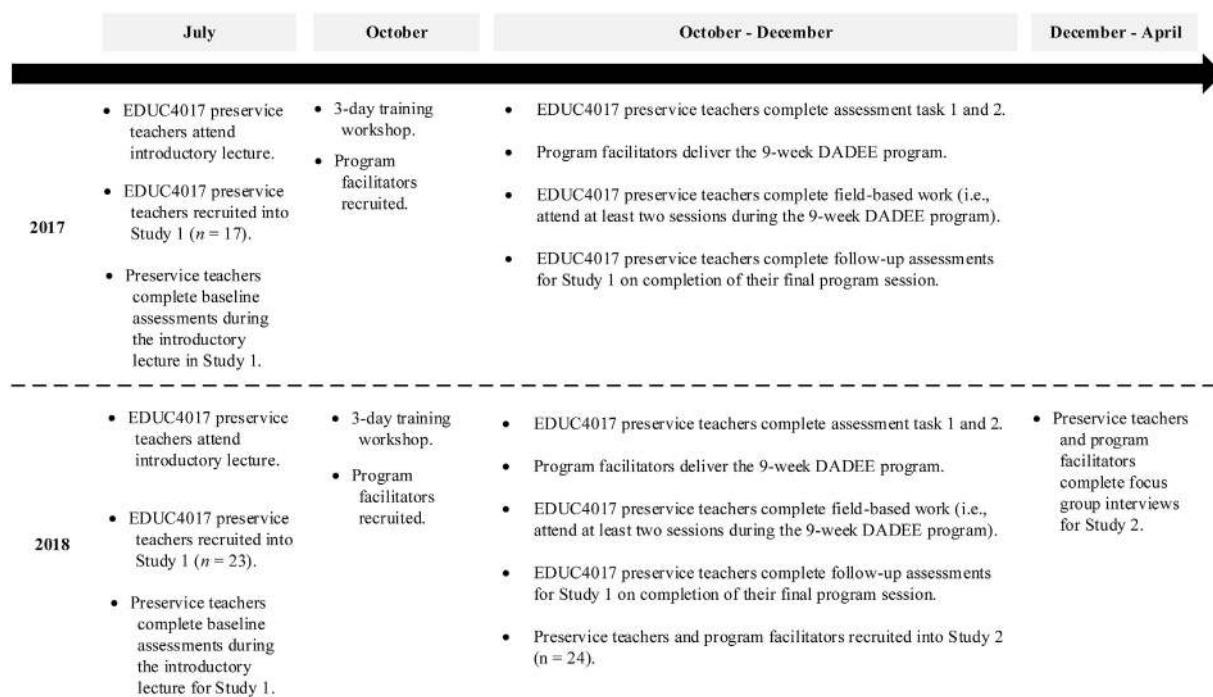 July
October
October - December
December - April
2017
• EDUC4017 preservice
teachers attend
introductory lecture.
• EDUC4017 preservice
teachers recruited into
Study 1 (n = 17).
• Preservice teachers
complete baseline
assessments during
the introductory
lecture in Study 1.
• 3-day training
workshop.
• Program
facilitators
recruited.
• EDUC4017 preservice teachers complete assessment task 1 and 2.
• Program facilitators deliver the 9-week DADEE program.
• EDUC4017 preservice teachers complete field-based work (i.e.,
attend at least two sessions during the 9-week DADEE program).
• EDUC4017 preservice teachers complete follow-up assessments
for Study 1 on completion of their final program session.
2018
• EDUC4017 preservice
teachers attend
introductory lecture.
• EDUC4017 preservice
teachers recruited into
Study 1 (n = 23).
• Preservice teachers
complete baseline
assessments during
the introductory
lecture for Study 1.
• 3-day training
workshop.
• Program
facilitators
recruited.
• EDUC4017 preservice teachers complete assessment task 1 and 2.
• Program facilitators deliver the 9-week DADEE program.
• EDUC4017 preservice teachers complete field-based work (i.e.,
attend at least two sessions during the 9-week DADEE program).
• EDUC4017 preservice teachers complete follow-up assessments
for Study 1 on completion of their final program session.
• Preservice teachers and program facilitators recruited into Study 2
(n = 24).
• Preservice teachers
and program
facilitators
complete focus
group interviews
for Study 2.